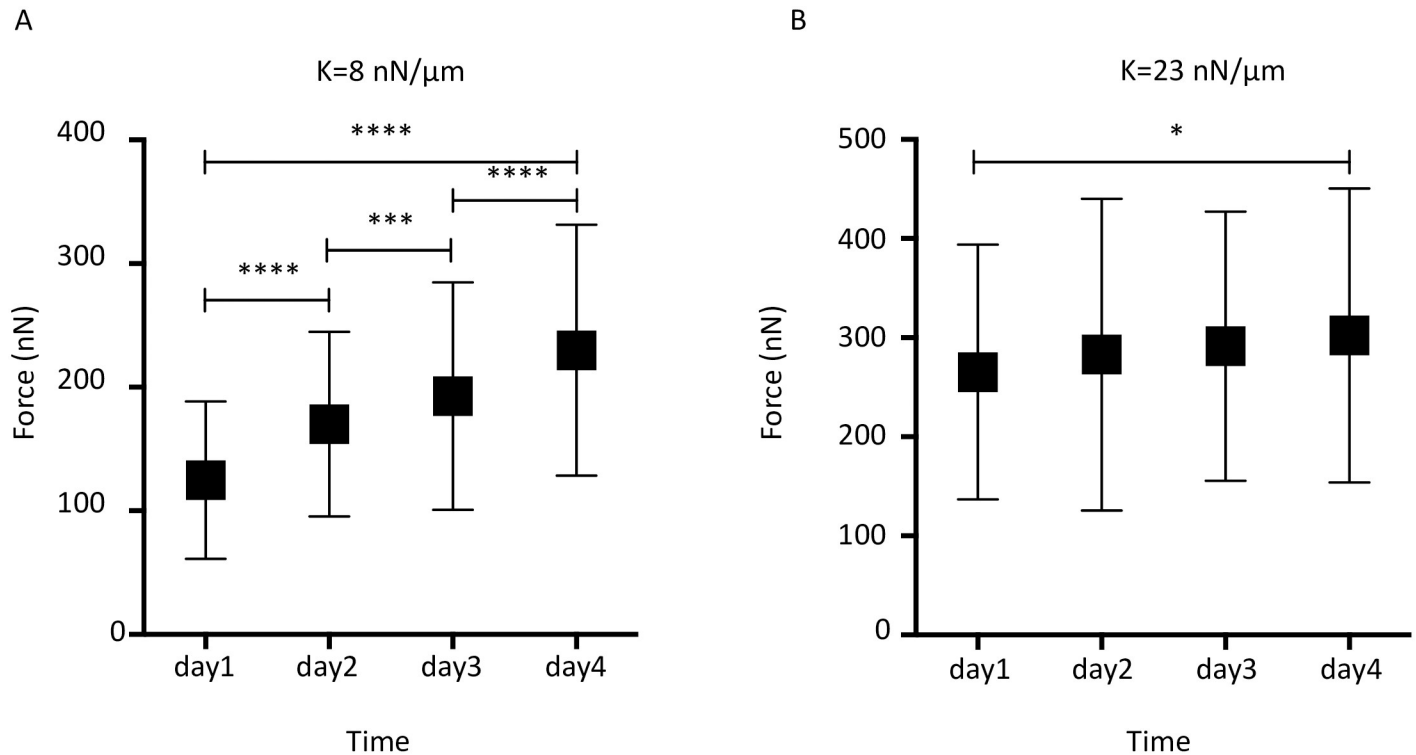 A
K=8 nN/μm
400
300
200
100
0
Force (nN)
****
****
***
****
day1 day2 day3 day4
Time
B
K=23 nN/μm
500
400
300
200
100
0
Force (nN)
*
day1 day2 day3 day4
Time